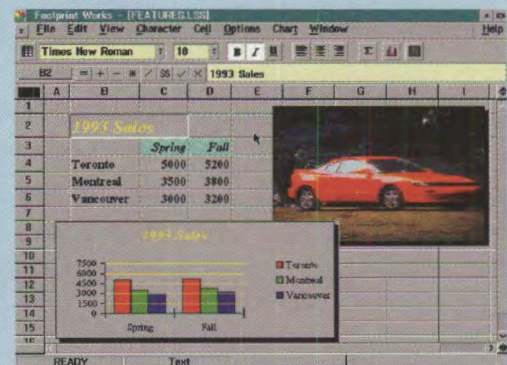 Footprint Works - [FEATURES.LSS]
File Edit View Character Cell Options Chart Window Help
Times New Roman 10 B I U Σ
B2 = + - * / $$ ✓ × 1993 Sales
A B C D E F G H I
1
2 1993 Sales
3 Spring Fall
4 Toronto 5000 5200
5 Montreal 3500 3800
6 Vancouver 3000 3200
7
8
9
10
11
12
13
14
15
16
1993 Sales
7500
6000
4500
3000
1500
0
Spring Fall
Toronto
Montreal
Vancouver
READY Text